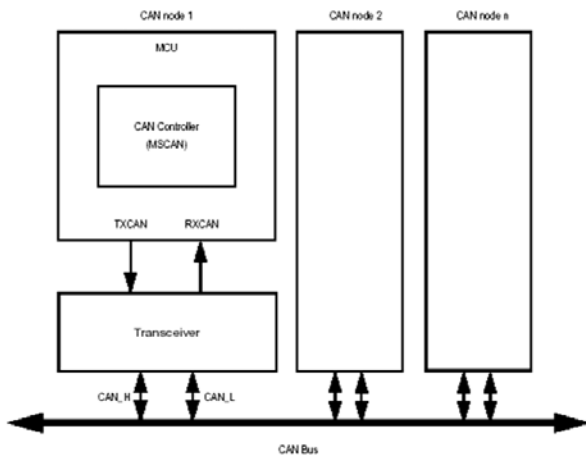 CAN node 1
CAN node 2
CAN node n
MCU
CAN Controller
(MSCAN)
TXCAN
RXCAN
Transceiver
CAN_H
CAN_L
CAN Bus